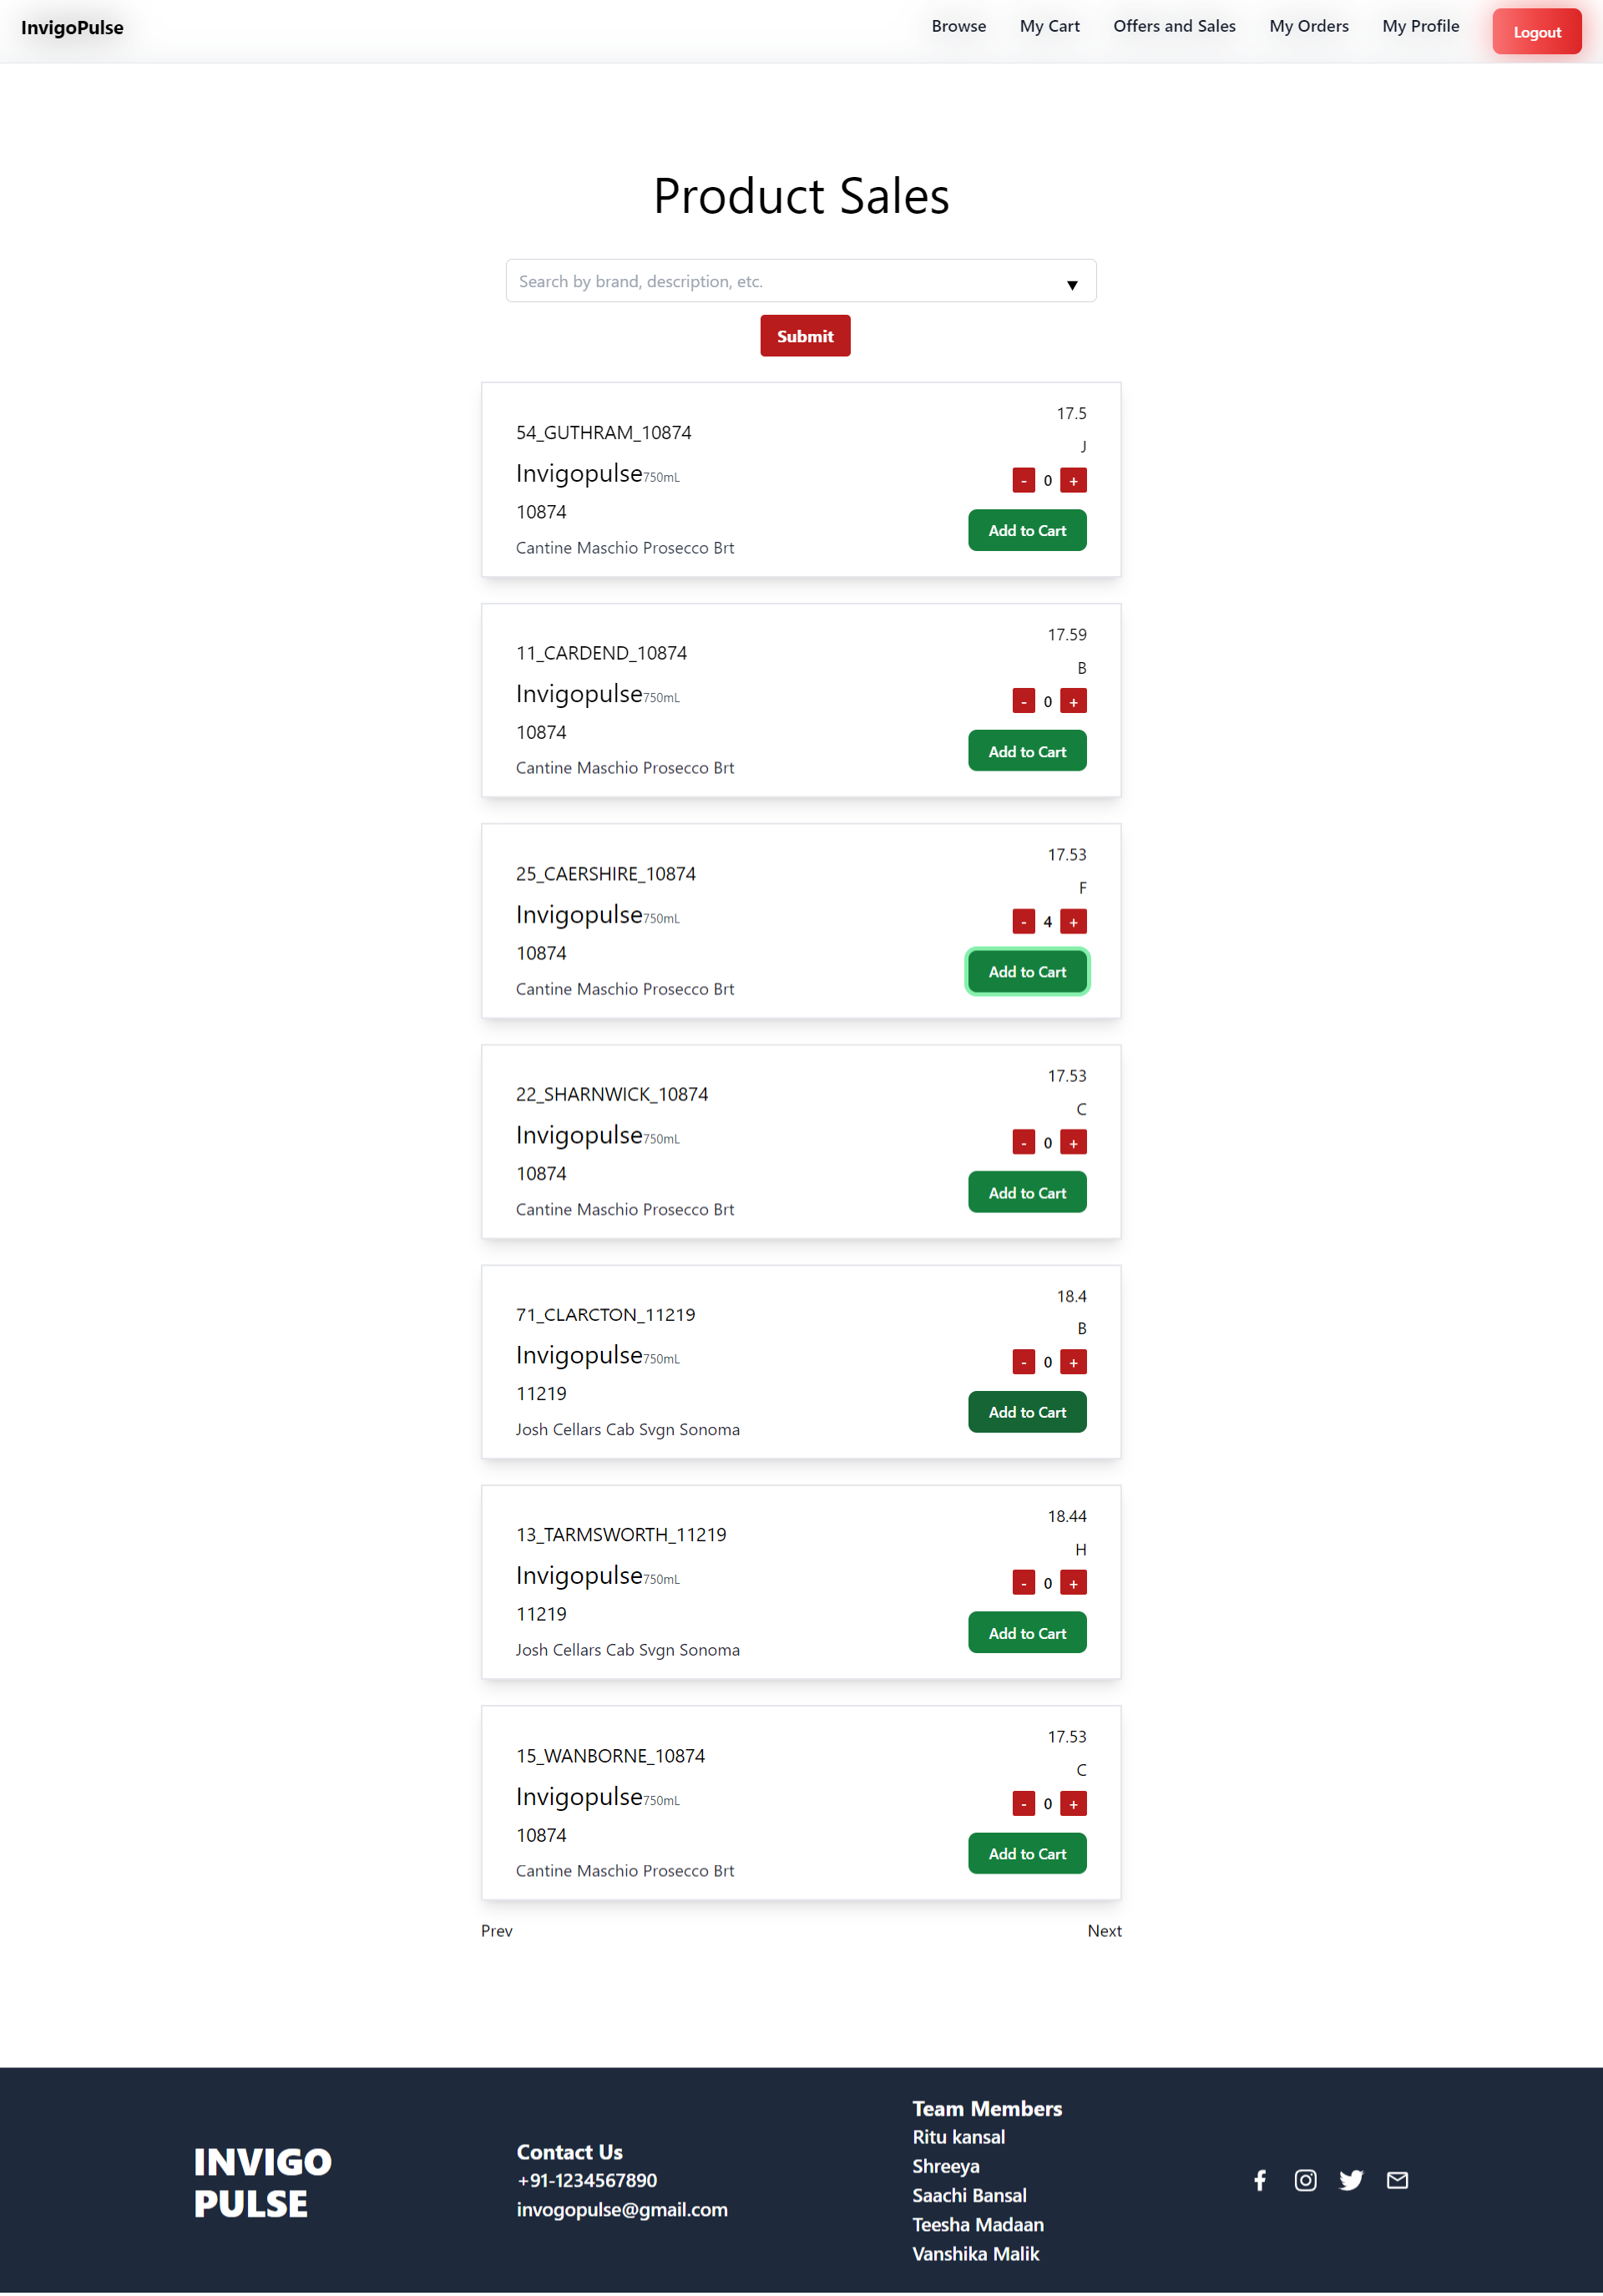 InvigoPulse
Browse My Cart Offers and Sales My Orders My Profile Logout
Product Sales
Search by brand, description, etc. ▼
Submit
54_GUTHRAM_10874
Invigopulse750mL
10874
Cantine Maschio Prosecco Brt
17.5
J
- 0 +
Add to Cart
11_CARDEND_10874
Invigopulse750mL
10874
Cantine Maschio Prosecco Brt
17.59
B
- 0 +
Add to Cart
25_CAERSHIRE_10874
Invigopulse750mL
10874
Cantine Maschio Prosecco Brt
17.53
F
- 4 +
Add to Cart
22_SHARNWICK_10874
Invigopulse750mL
10874
Cantine Maschio Prosecco Brt
17.53
C
- 0 +
Add to Cart
71_CLARCTON_11219
Invigopulse750mL
11219
Josh Cellars Cab Svgn Sonoma
18.4
B
- 0 +
Add to Cart
13_TARMSWORTH_11219
Invigopulse750mL
11219
Josh Cellars Cab Svgn Sonoma
18.44
H
- 0 +
Add to Cart
15_WANBORNE_10874
Invigopulse750mL
10874
Cantine Maschio Prosecco Brt
17.53
C
- 0 +
Add to Cart
Prev Next
INVIGO
PULSE
Contact Us
+91-1234567890
invogopulse@gmail.com
Team Members
Ritu kansal
Shreeya
Saachi Bansal
Teesha Madaan
Vanshika Malik